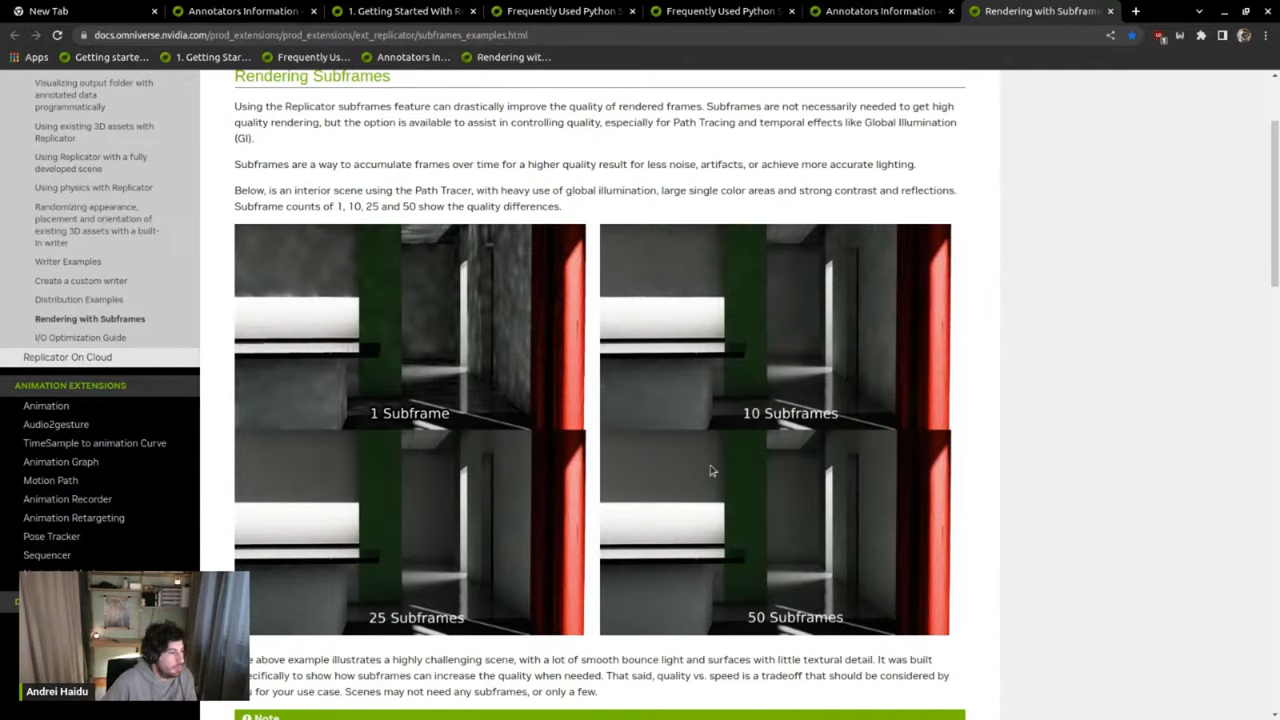 New Tab
Annotators Information -
1. Getting Started With R
Frequently Used Python S
Frequently Used Python S
Annotators Information -
Rendering with Subframe
docs.omniverse.nvidia.com/prod_extensions/prod_extensions/ext_replicator/subframes_examples.html
Apps
Getting starte...
1. Getting Star...
Frequently Us...
Annotators In...
Rendering wit...
Visualizing output folder with
annotated data
programmatically
Using existing 3D assets with
Replicator
Using Replicator with a fully
developed scene
Using physics with Replicator
Randomizing appearance,
placement and orientation of
existing 3D assets with a built-
in writer
Writer Examples
Create a custom writer
Distribution Examples
Rendering with Subframes
I/O Optimization Guide
Replicator On Cloud
ANIMATION EXTENSIONS
Animation
Audio2gesture
TimeSample to animation Curve
Animation Graph
Motion Path
Animation Recorder
Animation Retargeting
Pose Tracker
Sequencer
Andrei Haidu
Rendering Subframes
Using the Replicator subframes feature can drastically improve the quality of rendered frames. Subframes are not necessarily needed to get high
quality rendering, but the option is available to assist in controlling quality, especially for Path Tracing and temporal effects like Global Illumination
(GI).
Subframes are a way to accumulate frames over time for a higher quality result for less noise, artifacts, or achieve more accurate lighting.
Below, is an interior scene using the Path Tracer, with heavy use of global illumination, large single color areas and strong contrast and reflections.
Subframe counts of 1, 10, 25 and 50 show the quality differences.
1 Subframe
10 Subframes
25 Subframes
50 Subframes
e above example illustrates a highly challenging scene, with a lot of smooth bounce light and surfaces with little textural detail. It was built
ecifically to show how subframes can increase the quality when needed. That said, quality vs. speed is a tradeoff that should be considered by
for your use case. Scenes may not need any subframes, or only a few.
Note